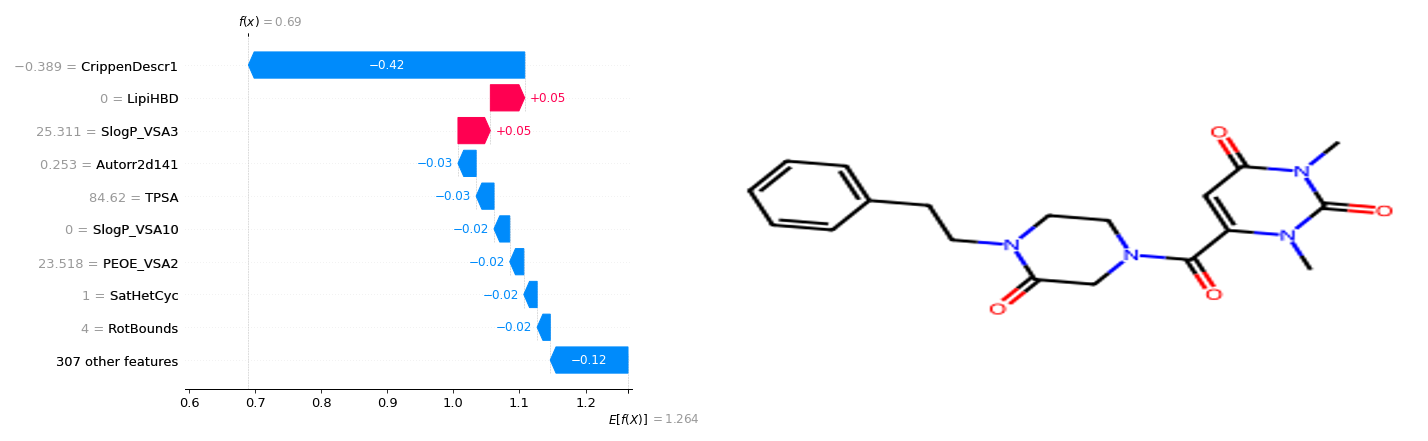 f(x) = 0.69
−0.389 = CrippenDescr1
−0.42
0 = LipiHBD
+0.05
25.311 = SlogP_VSA3
+0.05
0.253 = Autorr2d141
−0.03
84.62 = TPSA
−0.03
0 = SlogP_VSA10
−0.02
23.518 = PEOE_VSA2
−0.02
1 = SatHetCyc
−0.02
4 = RotBounds
−0.02
307 other features
−0.12
0.6 0.7 0.8 0.9 1.0 1.1 1.2
E[f(X)] = 1.264
O
N
O
N
N
N
O
O